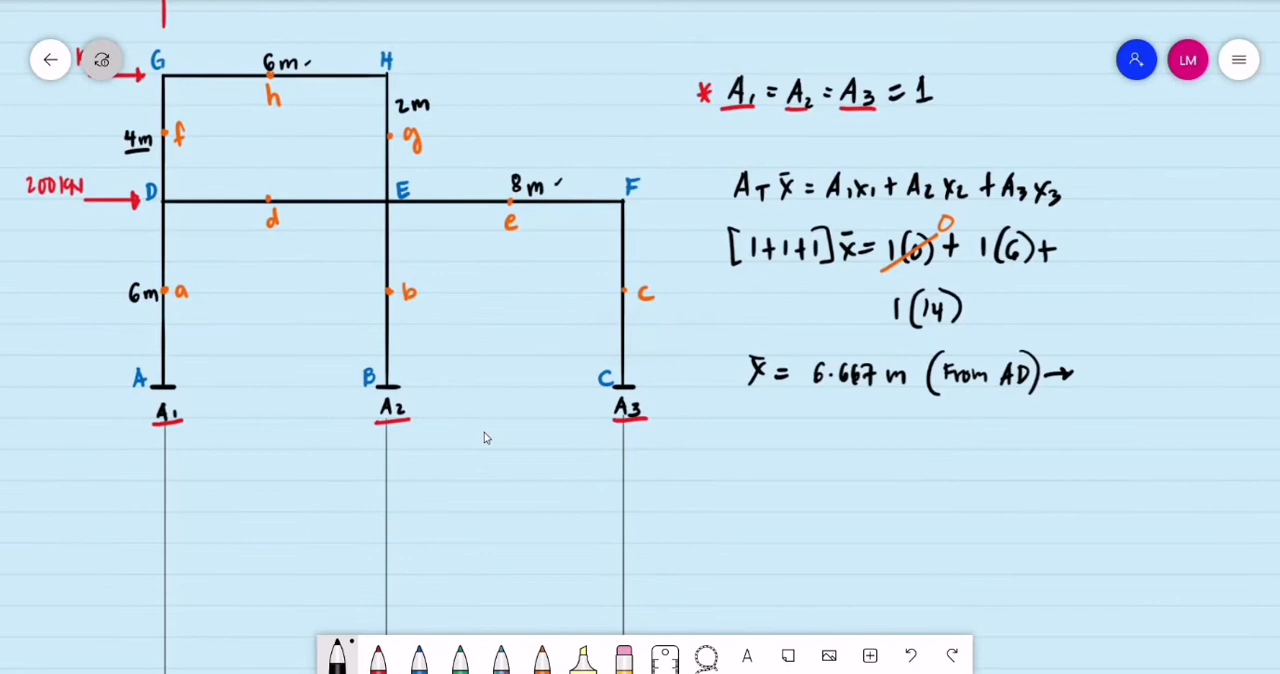 G 6m H
h
2m
4m f g
200kN D E 8m F
d e
6m a b c
A B C
A1 A2 A3
* A1 = A2 = A3 = 1
AT x̄ = A1x1 + A2x2 + A3x3
[1+1+1]x̄ = 1(0) 0 + 1(6) +
1(14)
x̄ = 6.667 m (From AD) →
LM
A